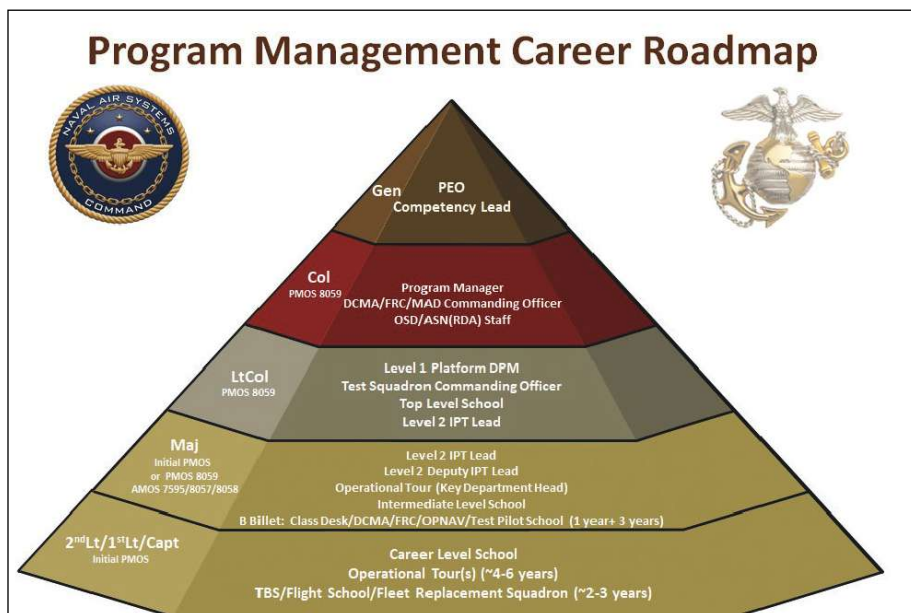 Program Management Career Roadmap
NAVAL AIR SYSTEMS
COMMAND
Gen
PEO
Competency Lead
Col
PMOS 8059
Program Manager
DCMA/FRC/MAD Commanding Officer
OSD/ASN(RDA) Staff
LtCol
PMOS 8059
Level 1 Platform DPM
Test Squadron Commanding Officer
Top Level School
Level 2 IPT Lead
Maj
Initial PMOS
or PMOS 8059
AMOS 7595/8057/8058
Level 2 IPT Lead
Level 2 Deputy IPT Lead
Operational Tour (Key Department Head)
Intermediate Level School
B Billet: Class Desk/DCMA/FRC/OPNAV/Test Pilot School (1 year+ 3 years)
2ndLt/1stLt/Capt
Initial PMOS
Career Level School
Operational Tour(s) (~4-6 years)
TBS/Flight School/Fleet Replacement Squadron (~2-3 years)